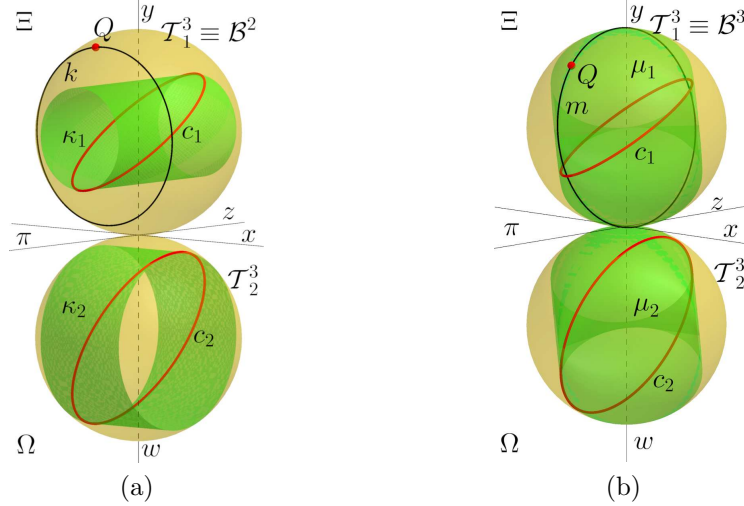 Ξ
Q
y
𝒯₁³ ≡ ℬ²
k
κ₁
c₁
z
π
x
𝒯₂³
κ₂
c₂
Ω
w
(a)
Ξ
y
𝒯₁³ ≡ ℬ³
Q
μ₁
m
c₁
z
π
x
𝒯₂³
μ₂
c₂
Ω
w
(b)